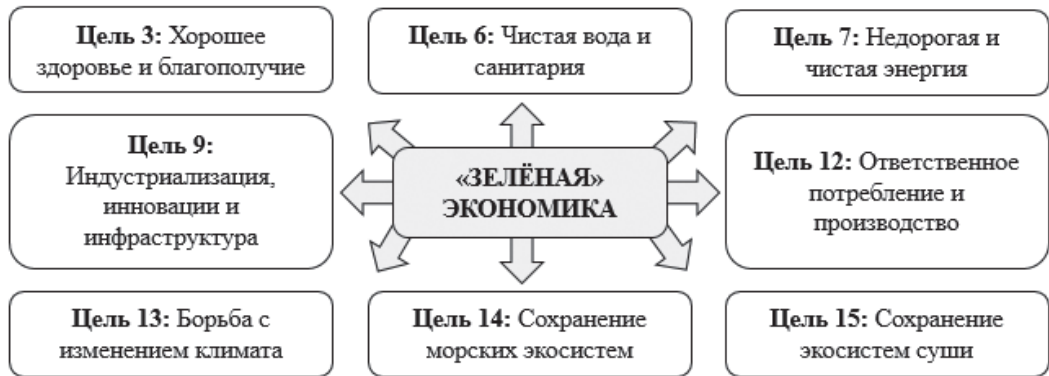 Цель 3: Хорошее
здоровье и благополучие
Цель 6: Чистая вода и
санитария
Цель 7: Недорогая и
чистая энергия
Цель 9:
Индустриализация,
инновации и
инфраструктура
«ЗЕЛЁНАЯ»
ЭКОНОМИКА
Цель 12: Ответственное
потребление и
производство
Цель 13: Борьба с
изменением климата
Цель 14: Сохранение
морских экосистем
Цель 15: Сохранение
экосистем суши